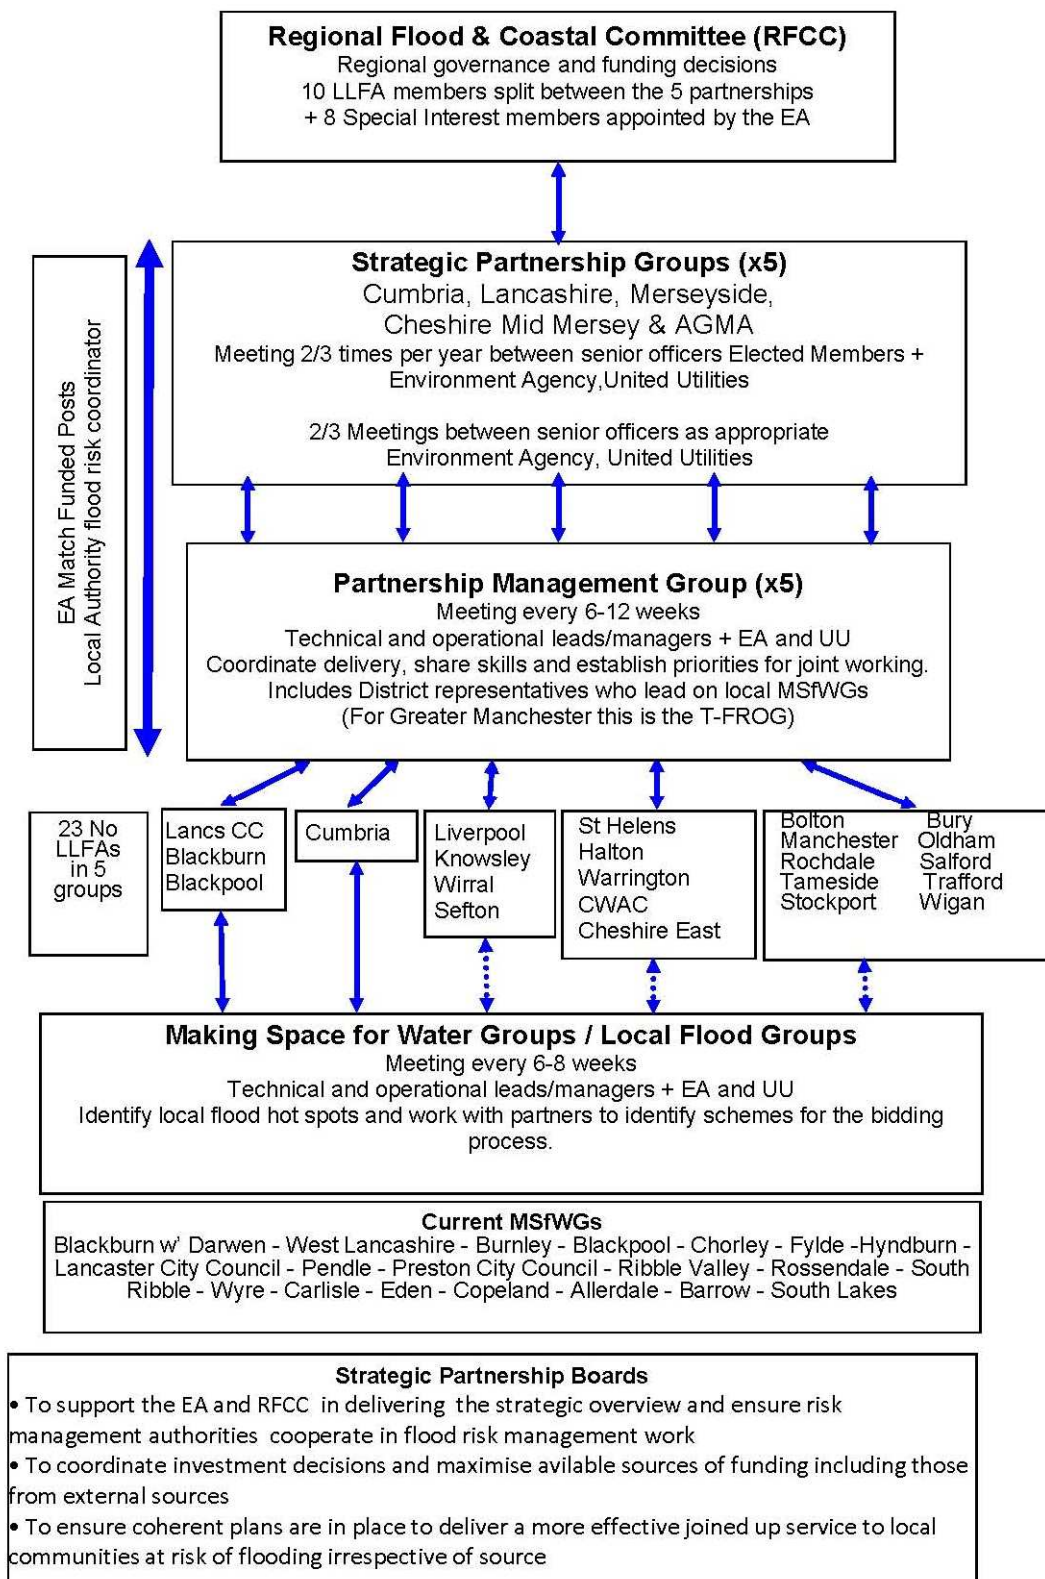 Regional Flood & Coastal Committee (RFCC)
Regional governance and funding decisions
10 LLFA members split between the 5 partnerships
+ 8 Special Interest members appointed by the EA
EA Match Funded Posts
Local Authority flood risk coordinator
Strategic Partnership Groups (x5)
Cumbria, Lancashire, Merseyside,
Cheshire Mid Mersey & AGMA
Meeting 2/3 times per year between senior officers Elected Members +
Environment Agency,United Utilities
2/3 Meetings between senior officers as appropriate
Environment Agency, United Utilities
Partnership Management Group (x5)
Meeting every 6-12 weeks
Technical and operational leads/managers + EA and UU
Coordinate delivery, share skills and establish priorities for joint working.
Includes District representatives who lead on local MSfWGs
(For Greater Manchester this is the T-FROG)
23 No
LLFAs
in 5
groups
Lancs CC
Blackburn
Blackpool
Cumbria
Liverpool
Knowsley
Wirral
Sefton
St Helens
Halton
Warrington
CWAC
Cheshire East
Bolton Bury
Manchester Oldham
Rochdale Salford
Tameside Trafford
Stockport Wigan
Making Space for Water Groups / Local Flood Groups
Meeting every 6-8 weeks
Technical and operational leads/managers + EA and UU
Identify local flood hot spots and work with partners to identify schemes for the bidding
process.
Current MSfWGs
Blackburn w' Darwen - West Lancashire - Burnley - Blackpool - Chorley - Fylde -Hyndburn -
Lancaster City Council - Pendle - Preston City Council - Ribble Valley - Rossendale - South
Ribble - Wyre - Carlisle - Eden - Copeland - Allerdale - Barrow - South Lakes
Strategic Partnership Boards
• To support the EA and RFCC in delivering the strategic overview and ensure risk
management authorities cooperate in flood risk management work
• To coordinate investment decisions and maximise avilable sources of funding including those
from external sources
• To ensure coherent plans are in place to deliver a more effective joined up service to local
communities at risk of flooding irrespective of source